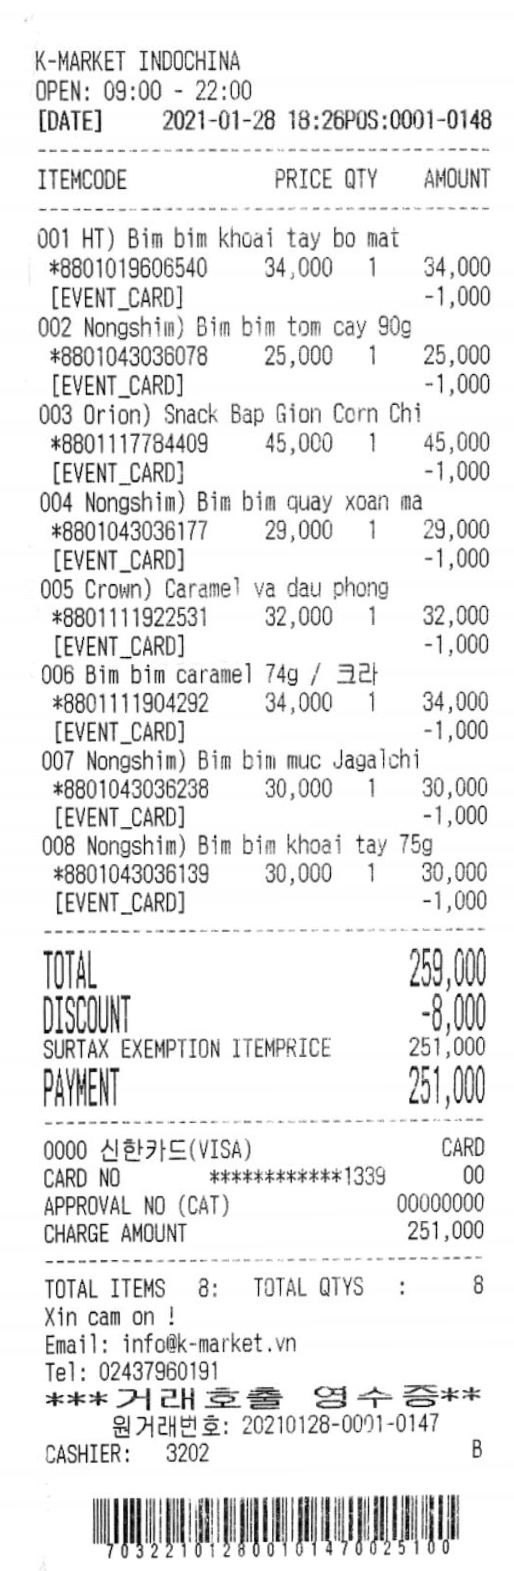 K-MARKET INDOCHINA
OPEN: 09:00 - 22:00
[DATE] 2021-01-28 18:26POS:0001-0148
ITEMCODE PRICE QTY AMOUNT
001 HT) Bim bim khoai tay bo mat
*8801019606540 34,000 1 34,000
[EVENT_CARD] -1,000
002 Nongshim) Bim bim tom cay 90g
*8801043036078 25,000 1 25,000
[EVENT_CARD] -1,000
003 Orion) Snack Bap Gion Corn Chi
*8801117784409 45,000 1 45,000
[EVENT_CARD] -1,000
004 Nongshim) Bim bim quay xoan ma
*8801043036177 29,000 1 29,000
[EVENT_CARD] -1,000
005 Crown) Caramel va dau phong
*8801111922531 32,000 1 32,000
[EVENT_CARD] -1,000
006 Bim bim caramel 74g / 크라
*8801111904292 34,000 1 34,000
[EVENT_CARD] -1,000
007 Nongshim) Bim bim muc Jagalchi
*8801043036238 30,000 1 30,000
[EVENT_CARD] -1,000
008 Nongshim) Bim bim khoai tay 75g
*8801043036139 30,000 1 30,000
[EVENT_CARD] -1,000
TOTAL 259,000
DISCOUNT -8,000
SURTAX EXEMPTION ITEMPRICE 251,000
PAYMENT 251,000
0000 신한카드(VISA) CARD
CARD NO ************1339 00
APPROVAL NO (CAT) 00000000
CHARGE AMOUNT 251,000
TOTAL ITEMS 8: TOTAL QTYS : 8
Xin cam on !
Email: info@k-market.vn
Tel: 02437960191
***거래호출 영수증**
원거래번호: 20210128-0001-0147
CASHIER: 3202 B
7032210128001014700251​00